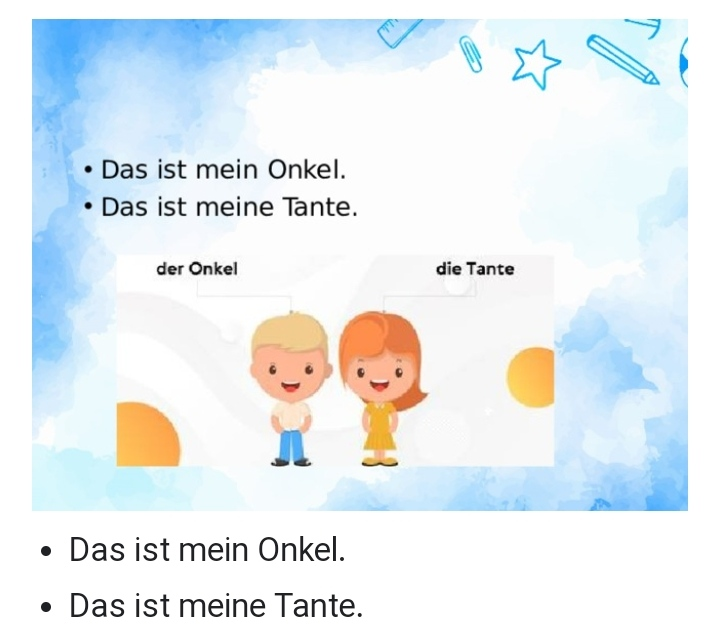 • Das ist mein Onkel.
• Das ist meine Tante.
der Onkel die Tante
• Das ist mein Onkel.
• Das ist meine Tante.